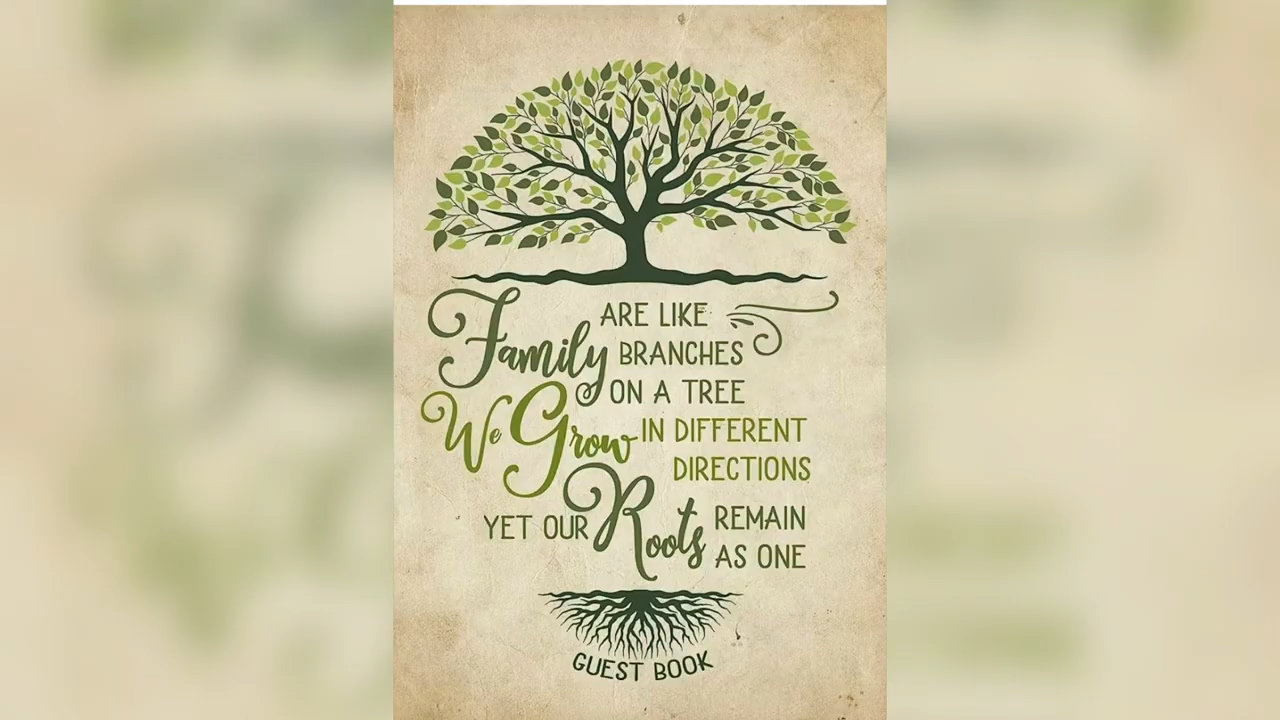 Family ARE LIKE
BRANCHES
ON A TREE
We Grow IN DIFFERENT
DIRECTIONS
YET OUR Roots REMAIN
AS ONE
GUEST BOOK